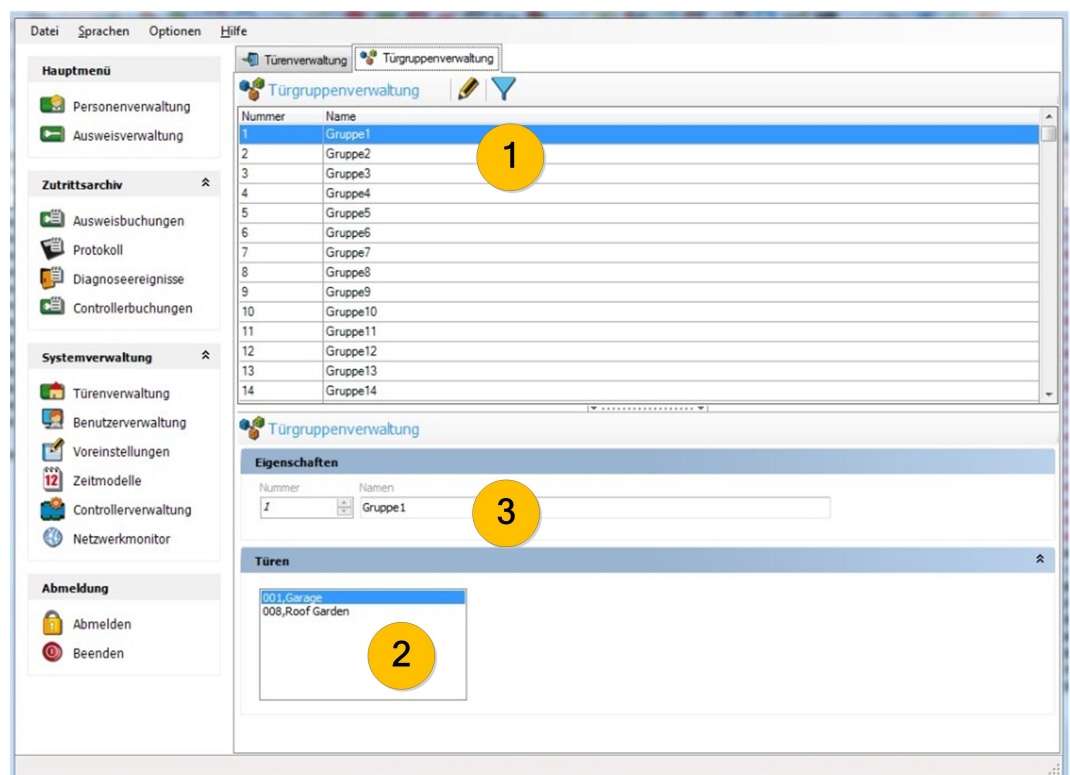 Datei Sprachen Optionen Hilfe
Hauptmenü
Personenverwaltung
Ausweisverwaltung
Zutrittsarchiv
Ausweisbuchungen
Protokoll
Diagnoseereignisse
Controllerbuchungen
Systemverwaltung
Türenverwaltung
Benutzerverwaltung
Voreinstellungen
12 Zeitmodelle
Controllerverwaltung
Netzwerkmonitor
Abmeldung
Abmelden
Beenden
Türenverwaltung Türgruppenverwaltung
Türgruppenverwaltung
Nummer Name
1 Gruppe1
2 Gruppe2
3 Gruppe3
4 Gruppe4
5 Gruppe5
6 Gruppe6
7 Gruppe7
8 Gruppe8
9 Gruppe9
10 Gruppe10
11 Gruppe11
12 Gruppe12
13 Gruppe13
14 Gruppe14
1
Türgruppenverwaltung
Eigenschaften
Nummer Namen
1 Gruppe1
3
Türen
001,Garage
008,Roof Garden
2